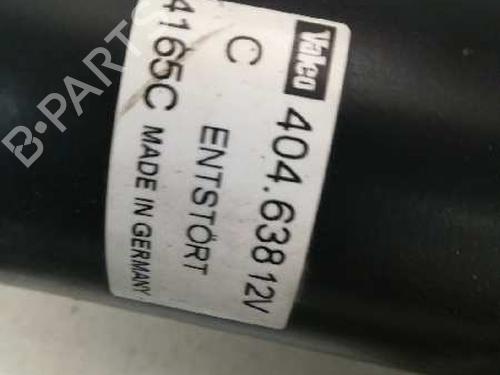 Valeo
404.638 12V
C
ENTSTÖRT
4165C MADE IN GERMANY
B-PARTS